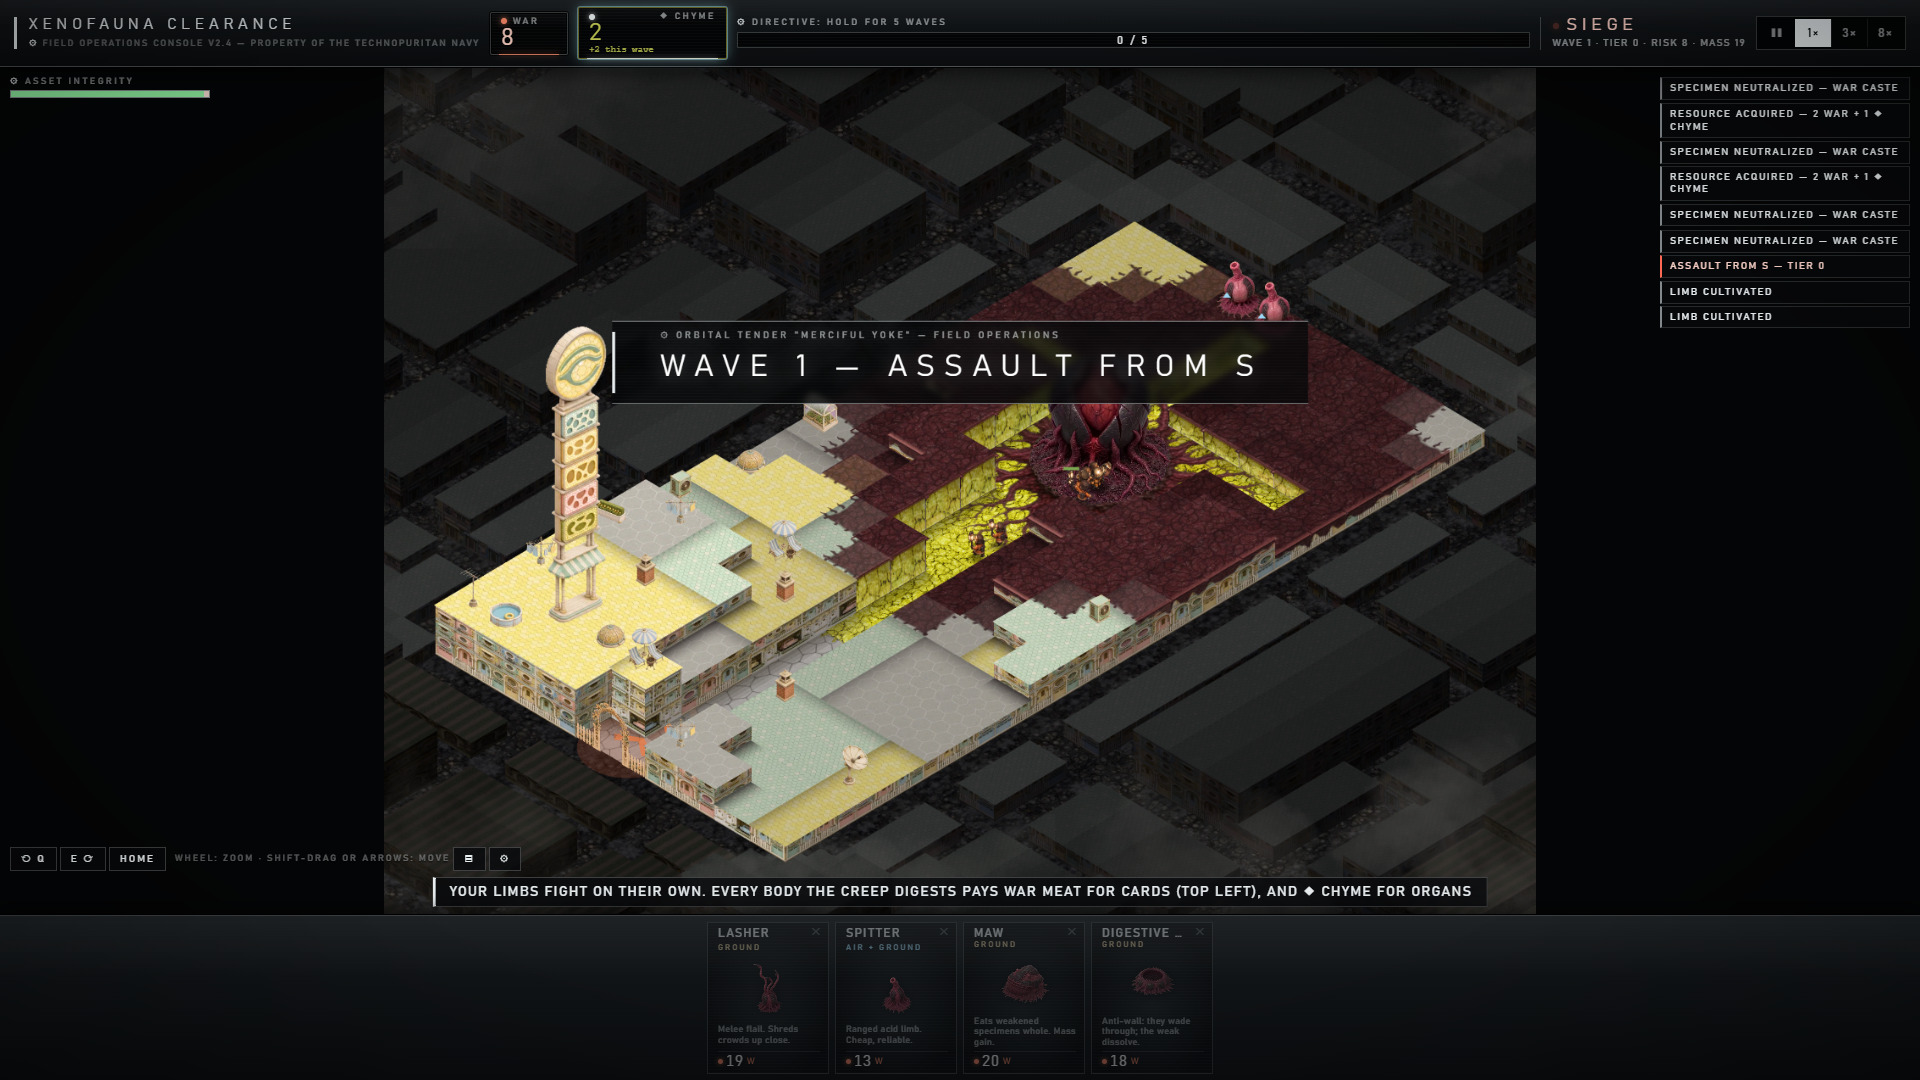 XENOFAUNA CLEARANCE
FIELD OPERATIONS CONSOLE V2.4 — PROPERTY OF THE TECHNOPURITAN NAVY
WAR
8
◆ CHYME
2
+2 this wave
DIRECTIVE: HOLD FOR 5 WAVES
0 / 5
SIEGE
WAVE 1 · TIER 0 · RISK 8 · MASS 19
1×
3×
8×
ASSET INTEGRITY
SPECIMEN NEUTRALIZED — WAR CASTE
RESOURCE ACQUIRED — 2 WAR + 1 ◆
CHYME
SPECIMEN NEUTRALIZED — WAR CASTE
RESOURCE ACQUIRED — 2 WAR + 1 ◆
CHYME
SPECIMEN NEUTRALIZED — WAR CASTE
SPECIMEN NEUTRALIZED — WAR CASTE
ASSAULT FROM S — TIER 0
LIMB CULTIVATED
LIMB CULTIVATED
ORBITAL TENDER "MERCIFUL YOKE" — FIELD OPERATIONS
WAVE 1 — ASSAULT FROM S
Q
E
HOME
WHEEL: ZOOM · SHIFT-DRAG OR ARROWS: MOVE
YOUR LIMBS FIGHT ON THEIR OWN. EVERY BODY THE CREEP DIGESTS PAYS WAR MEAT FOR CARDS (TOP LEFT), AND ◆ CHYME FOR ORGANS
LASHER
GROUND
Melee flail. Shreds
crowds up close.
19 W
SPITTER
AIR + GROUND
Ranged acid limb.
Cheap, reliable.
13 W
MAW
GROUND
Eats weakened
specimens whole. Mass
gain.
20 W
DIGESTIVE …
GROUND
Anti-wall: they wade
through; the weak
dissolve.
18 W